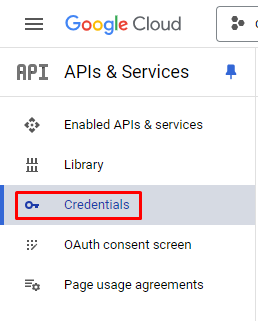 Google Cloud
API APIs & Services
Enabled APIs & services
Library
Credentials
OAuth consent screen
Page usage agreements